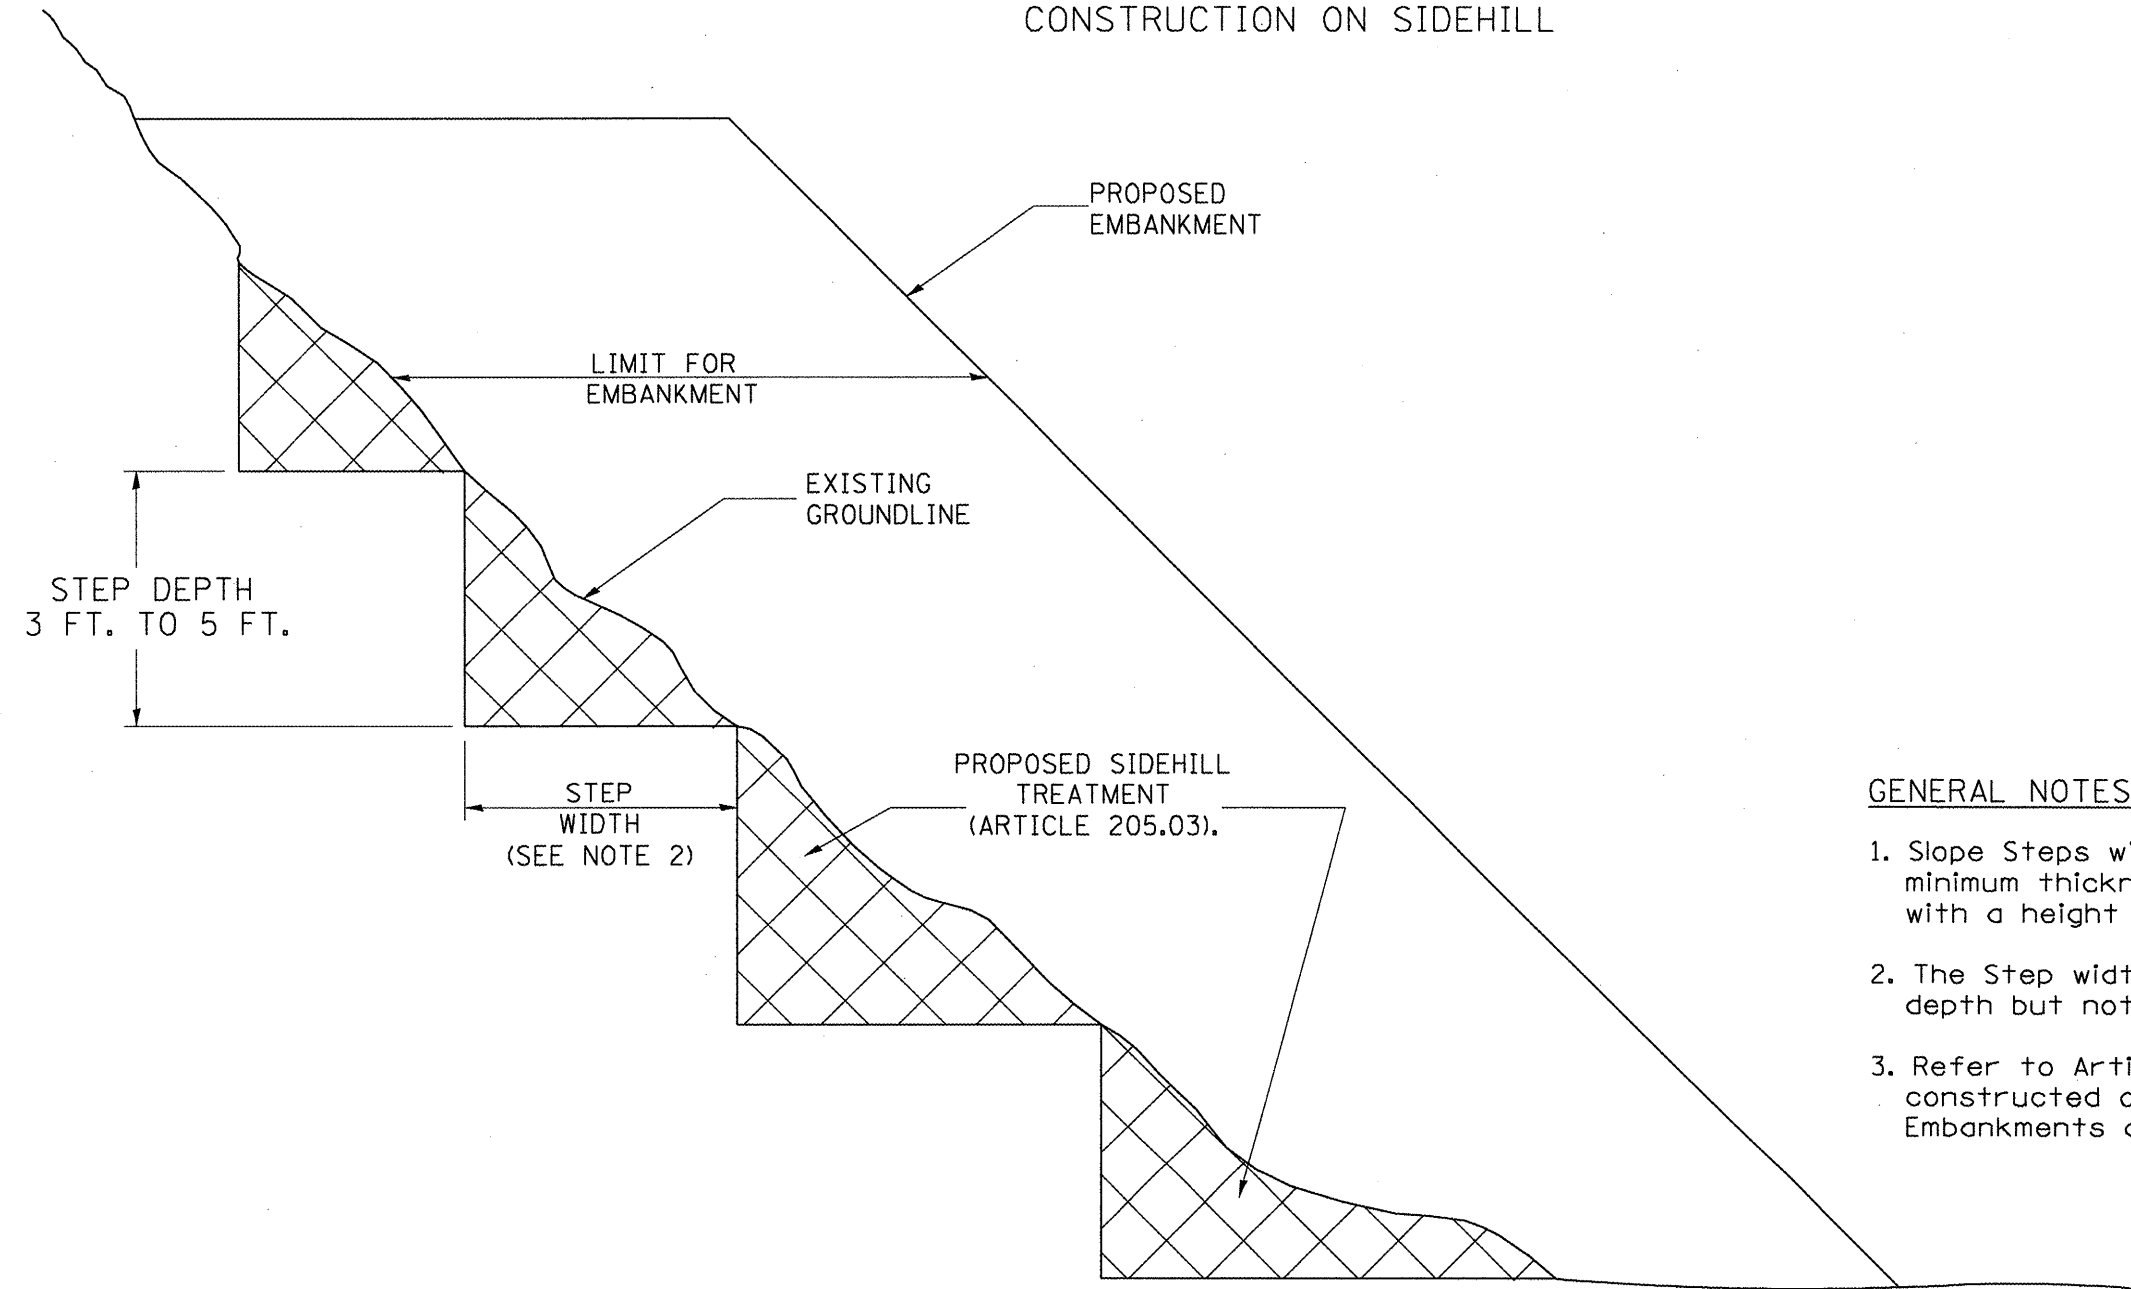 CONSTRUCTION ON SIDEHILL
PROPOSED
EMBANKMENT
LIMIT FOR
EMBANKMENT
EXISTING
GROUNDLINE
STEP DEPTH
3 FT. TO 5 FT.
STEP
WIDTH
(SEE NOTE 2)
PROPOSED SIDEHILL
TREATMENT
(ARTICLE 205.03).
GENERAL NOTES
1. Slope Steps
minimum
with a height
2. The Step
depth but not
3. Refer to
constructed
Embankments